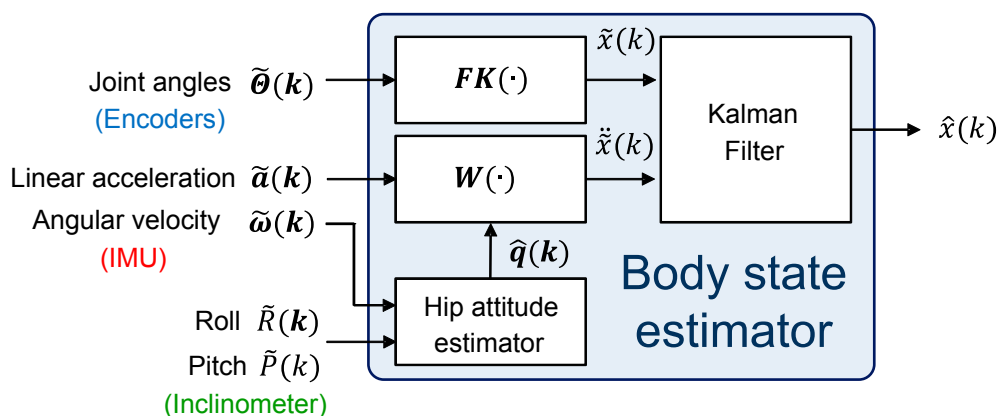 Joint angles 𝜣̃(𝒌)
(Encoders)
FK(·)
x̃(k)
Linear acceleration ã(k)
Angular velocity ω̃(k)
(IMU)
W(·)
ẍ̃(k)
q̂(k)
Roll R̃(k)
Pitch P̃(k)
(Inclinometer)
Hip attitude
estimator
Kalman
Filter
x̂(k)
Body state
estimator